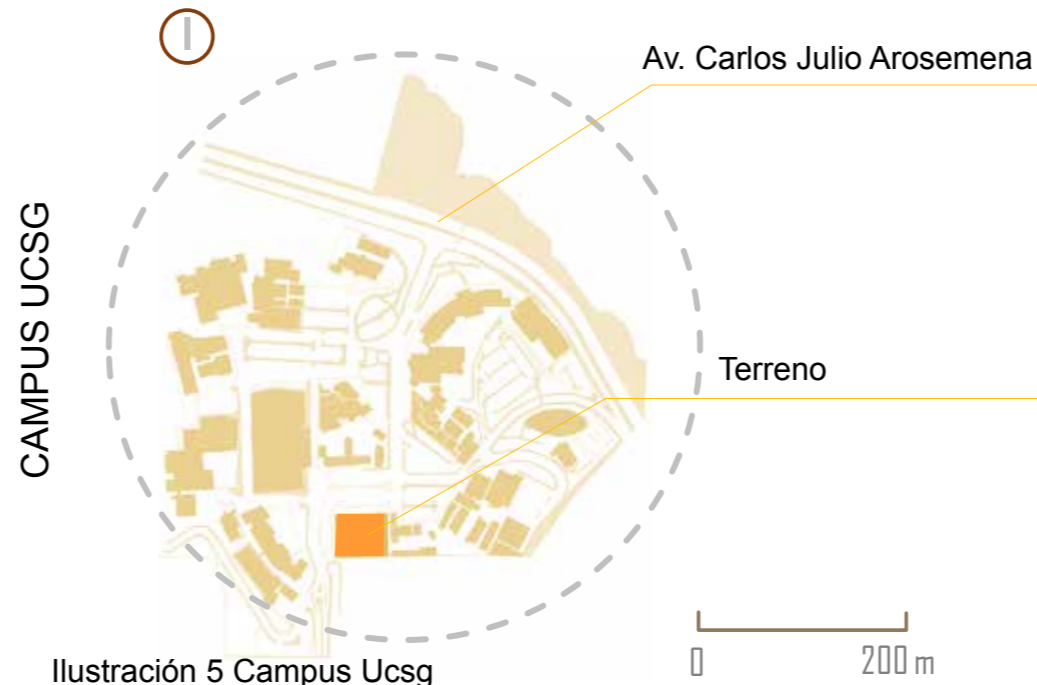 Av. Carlos Julio Arosemena
CAMPUS UCSG
Terreno
0 200 m
Ilustración 5 Campus Ucsg